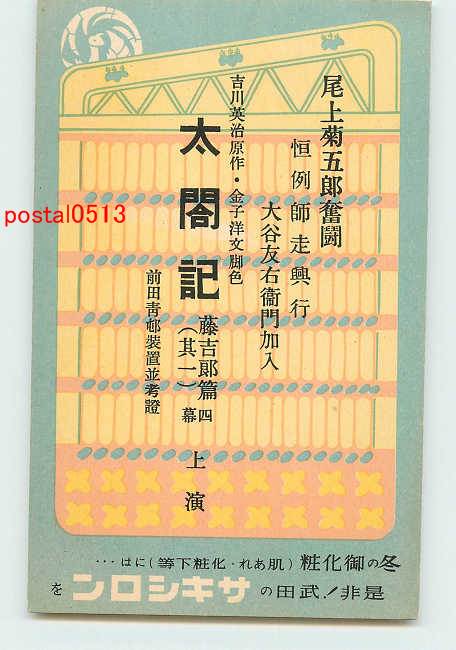 尾上菊五郎奮闘
恒例師走興行
大谷友右衞門加入
吉川英治原作・金子洋文脚色
太閤記
藤吉郎篇
(其一)
四幕
上演
前田靑邨装置並考證
冬の御化粧(肌あれ・化粧下等)には…
是非!武田のサキシロンを
postal0513